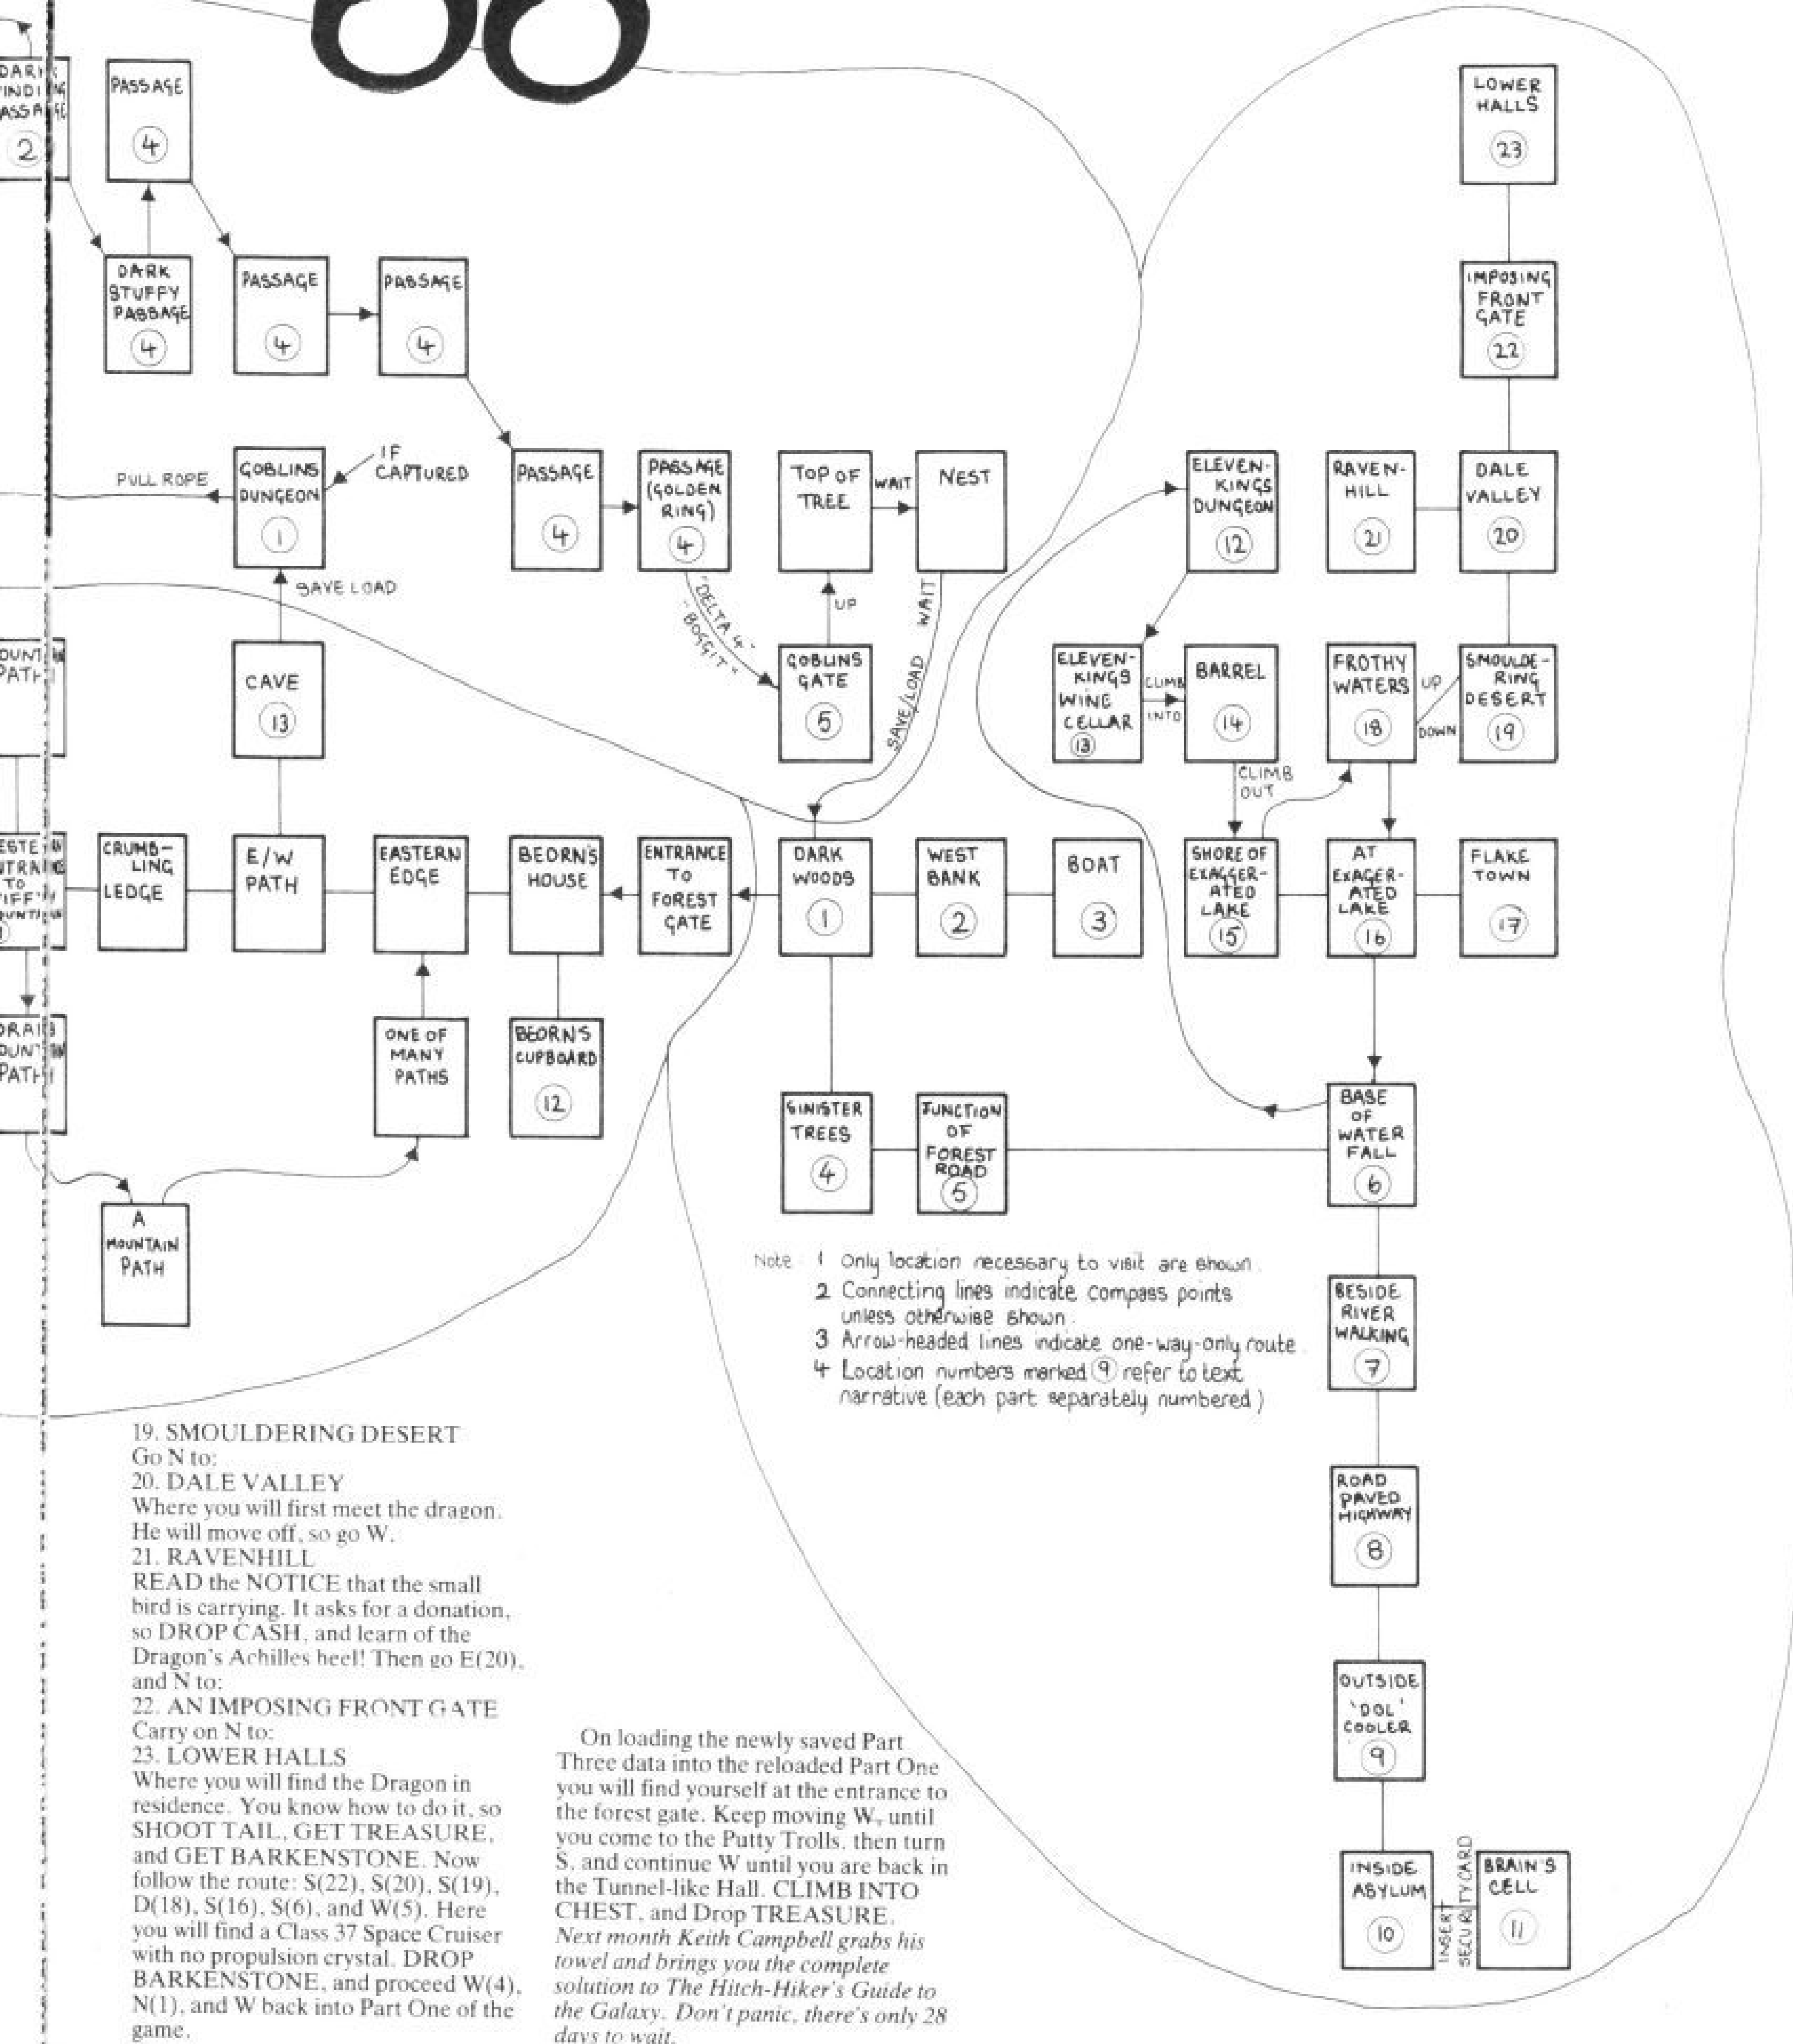 PASSAGE
4
2
DARK
STUFFY
PASSAGE
4
PASSAGE
4
PASSAGE
4
LOWER
HALLS
23
IMPOSING
FRONT
GATE
22
PULL ROPE
GOBLINS
DUNGEON
1
IF
CAPTURED
SAVE LOAD
PASSAGE
4
PASSAGE
(GOLDEN
RING)
4
"DELTA 4"
"BOGGIT"
TOP OF
TREE
WAIT
NEST
UP
WAIT
SAVE/LOAD
GOBLINS
GATE
5
ELEVEN-
KINGS
DUNGEON
12
RAVEN-
HILL
21
DALE
VALLEY
20
CAVE
13
ELEVEN-
KINGS
WINE
CELLAR
13
CLIMB
INTO
BARREL
14
CLIMB
OUT
FROTHY
WATERS
18
UP
DOWN
SMOULDE-
RING
DESERT
19
CRUMB-
LING
LEDGE
E/W
PATH
EASTERN
EDGE
BEORN'S
HOUSE
ENTRANCE
TO
FOREST
GATE
DARK
WOODS
1
WEST
BANK
2
BOAT
3
SHORE OF
EXAGGER-
ATED
LAKE
15
AT
EXAGER-
ATED
LAKE
16
FLAKE
TOWN
17
ONE OF
MANY
PATHS
BEORN'S
CUPBOARD
12
A
MOUNTAIN
PATH
SINISTER
TREES
4
JUNCTION
OF
FOREST
ROAD
5
BASE
OF
WATER
FALL
6
BESIDE
RIVER
WALKING
7
ROAD
PAVED
HIGHWAY
8
OUTSIDE
'DOL'
COOLER
9
INSIDE
ASYLUM
10
INSERT
SECURITY CARD
BRAIN'S
CELL
11
Note 1 Only location necessary to visit are shown.
2 Connecting lines indicate compass points
unless otherwise shown.
3 Arrow-headed lines indicate one-way-only route.
4 Location numbers marked 9 refer to text
narrative (each part separately numbered)
19. SMOULDERING DESERT
Go N to:
20. DALE VALLEY
Where you will first meet the dragon.
He will move off, so go W.
21. RAVENHILL
READ the NOTICE that the small
bird is carrying. It asks for a donation,
so DROP CASH, and learn of the
Dragon's Achilles heel! Then go E(20),
and N to:
22. AN IMPOSING FRONT GATE
Carry on N to:
23. LOWER HALLS
Where you will find the Dragon in
residence. You know how to do it, so
SHOOT TAIL, GET TREASURE,
and GET BARKENSTONE. Now
follow the route: S(22), S(20), S(19),
D(18), S(16), S(6), and W(5). Here
you will find a Class 37 Space Cruiser
with no propulsion crystal. DROP
BARKENSTONE, and proceed W(4),
N(1), and W back into Part One of the
game.
On loading the newly saved Part
Three data into the reloaded Part One
you will find yourself at the entrance to
the forest gate. Keep moving W, until
you come to the Putty Trolls, then turn
S, and continue W until you are back in
the Tunnel-like Hall. CLIMB INTO
CHEST, and Drop TREASURE.
Next month Keith Campbell grabs his
towel and brings you the complete
solution to The Hitch-Hiker's Guide to
the Galaxy. Don't panic, there's only 28
days to wait.